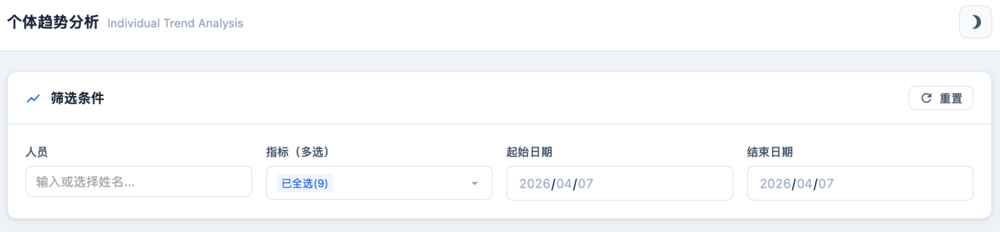 个体趋势分析 Individual Trend Analysis
筛选条件
重置
人员
指标（多选）
起始日期
结束日期
输入或选择姓名...
已全选(9)
2026/04/07
2026/04/07